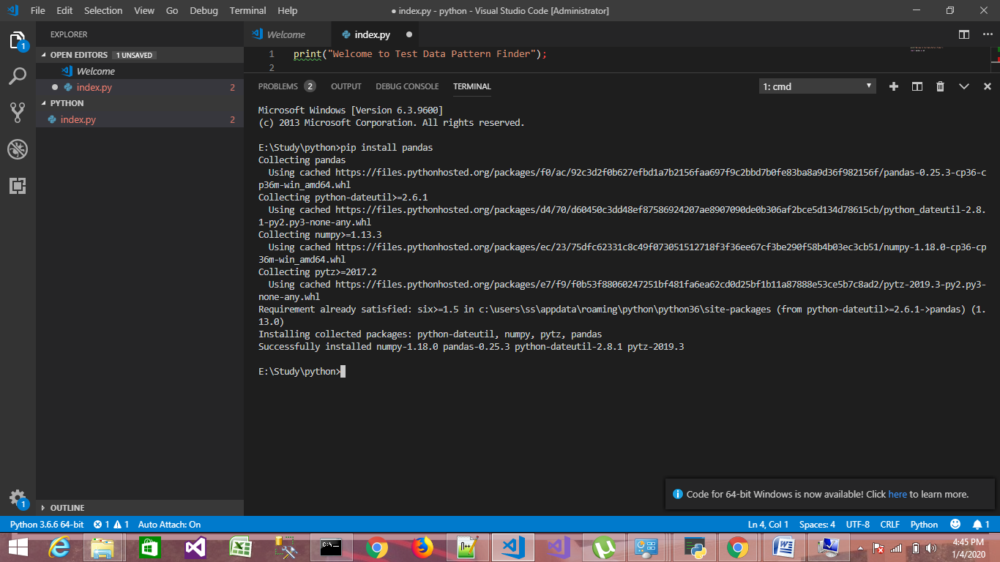 File Edit Selection View Go Debug Terminal Help
● index.py - python - Visual Studio Code [Administrator]
EXPLORER
OPEN EDITORS 1 UNSAVED
Welcome
index.py 2
PYTHON
index.py 2
OUTLINE
Welcome index.py
1 print("Welcome to Test Data Pattern Finder");
2
PROBLEMS 2 OUTPUT DEBUG CONSOLE TERMINAL 1: cmd
Microsoft Windows [Version 6.3.9600]
(c) 2013 Microsoft Corporation. All rights reserved.
E:\Study\python>pip install pandas
Collecting pandas
Using cached https://files.pythonhosted.org/packages/f0/ac/92c3d2f0b627efbd1a7b2156faa697f9c2bbd7b0fe83ba8a9d36f982156f/pandas-0.25.3-cp36-c
p36m-win_amd64.whl
Collecting python-dateutil>=2.6.1
Using cached https://files.pythonhosted.org/packages/d4/70/d60450c3dd48ef87586924207ae8907090de0b306af2bce5d134d78615cb/python_dateutil-2.8.
1-py2.py3-none-any.whl
Collecting numpy>=1.13.3
Using cached https://files.pythonhosted.org/packages/ec/23/75dfc62331c8c49f073051512718f3f36ee67cf3be290f58b4b03ec3cb51/numpy-1.18.0-cp36-cp
36m-win_amd64.whl
Collecting pytz>=2017.2
Using cached https://files.pythonhosted.org/packages/e7/f9/f0b53f88060247251bf481fa6ea62cd0d25bf1b11a87888e53ce5b7c8ad2/pytz-2019.3-py2.py3-
none-any.whl
Requirement already satisfied: six>=1.5 in c:\users\ss\appdata\roaming\python\python36\site-packages (from python-dateutil>=2.6.1->pandas) (1.
13.0)
Installing collected packages: python-dateutil, numpy, pytz, pandas
Successfully installed numpy-1.18.0 pandas-0.25.3 python-dateutil-2.8.1 pytz-2019.3
E:\Study\python>
Code for 64-bit Windows is now available! Click here to learn more.
1
1
Python 3.6.6 64-bit 1 1 Auto Attach: On Ln 4, Col 1 Spaces: 4 UTF-8 CRLF Python 1
4:45 PM
1/4/2020